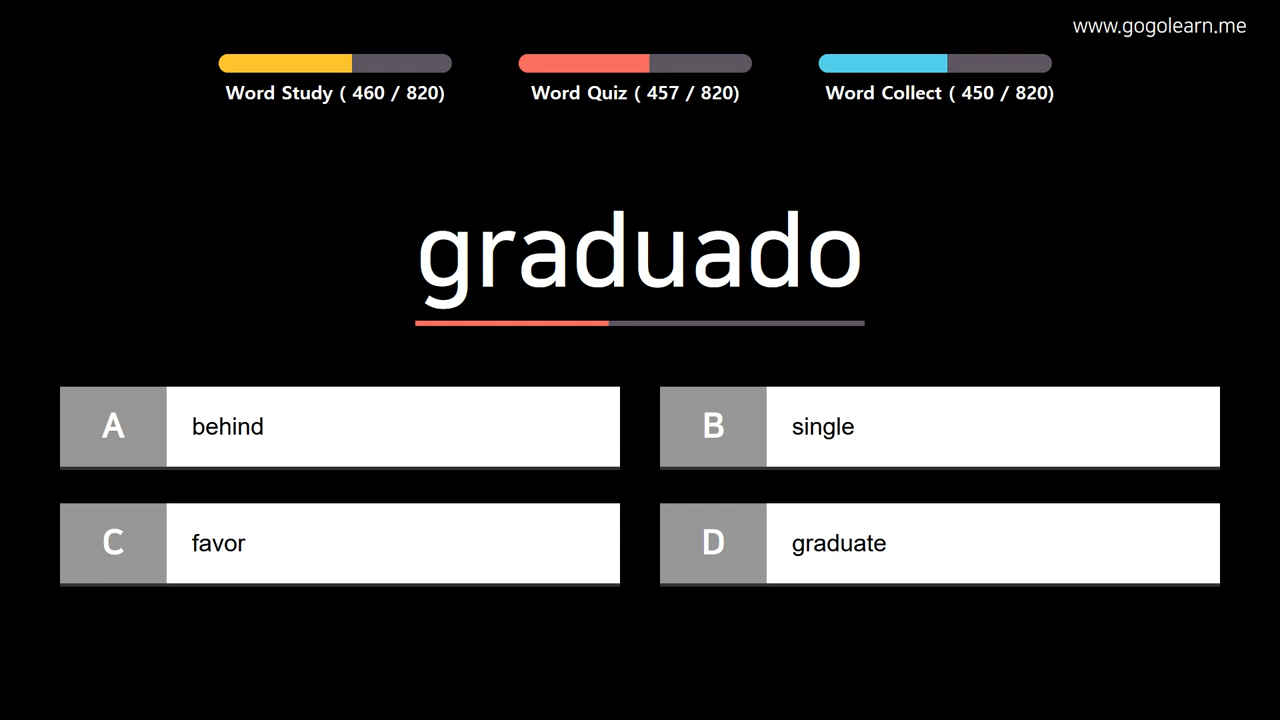 www.gogolearn.me
Word Study ( 460 / 820)
Word Quiz ( 457 / 820)
Word Collect ( 450 / 820)
graduado
A behind
B single
C favor
D graduate